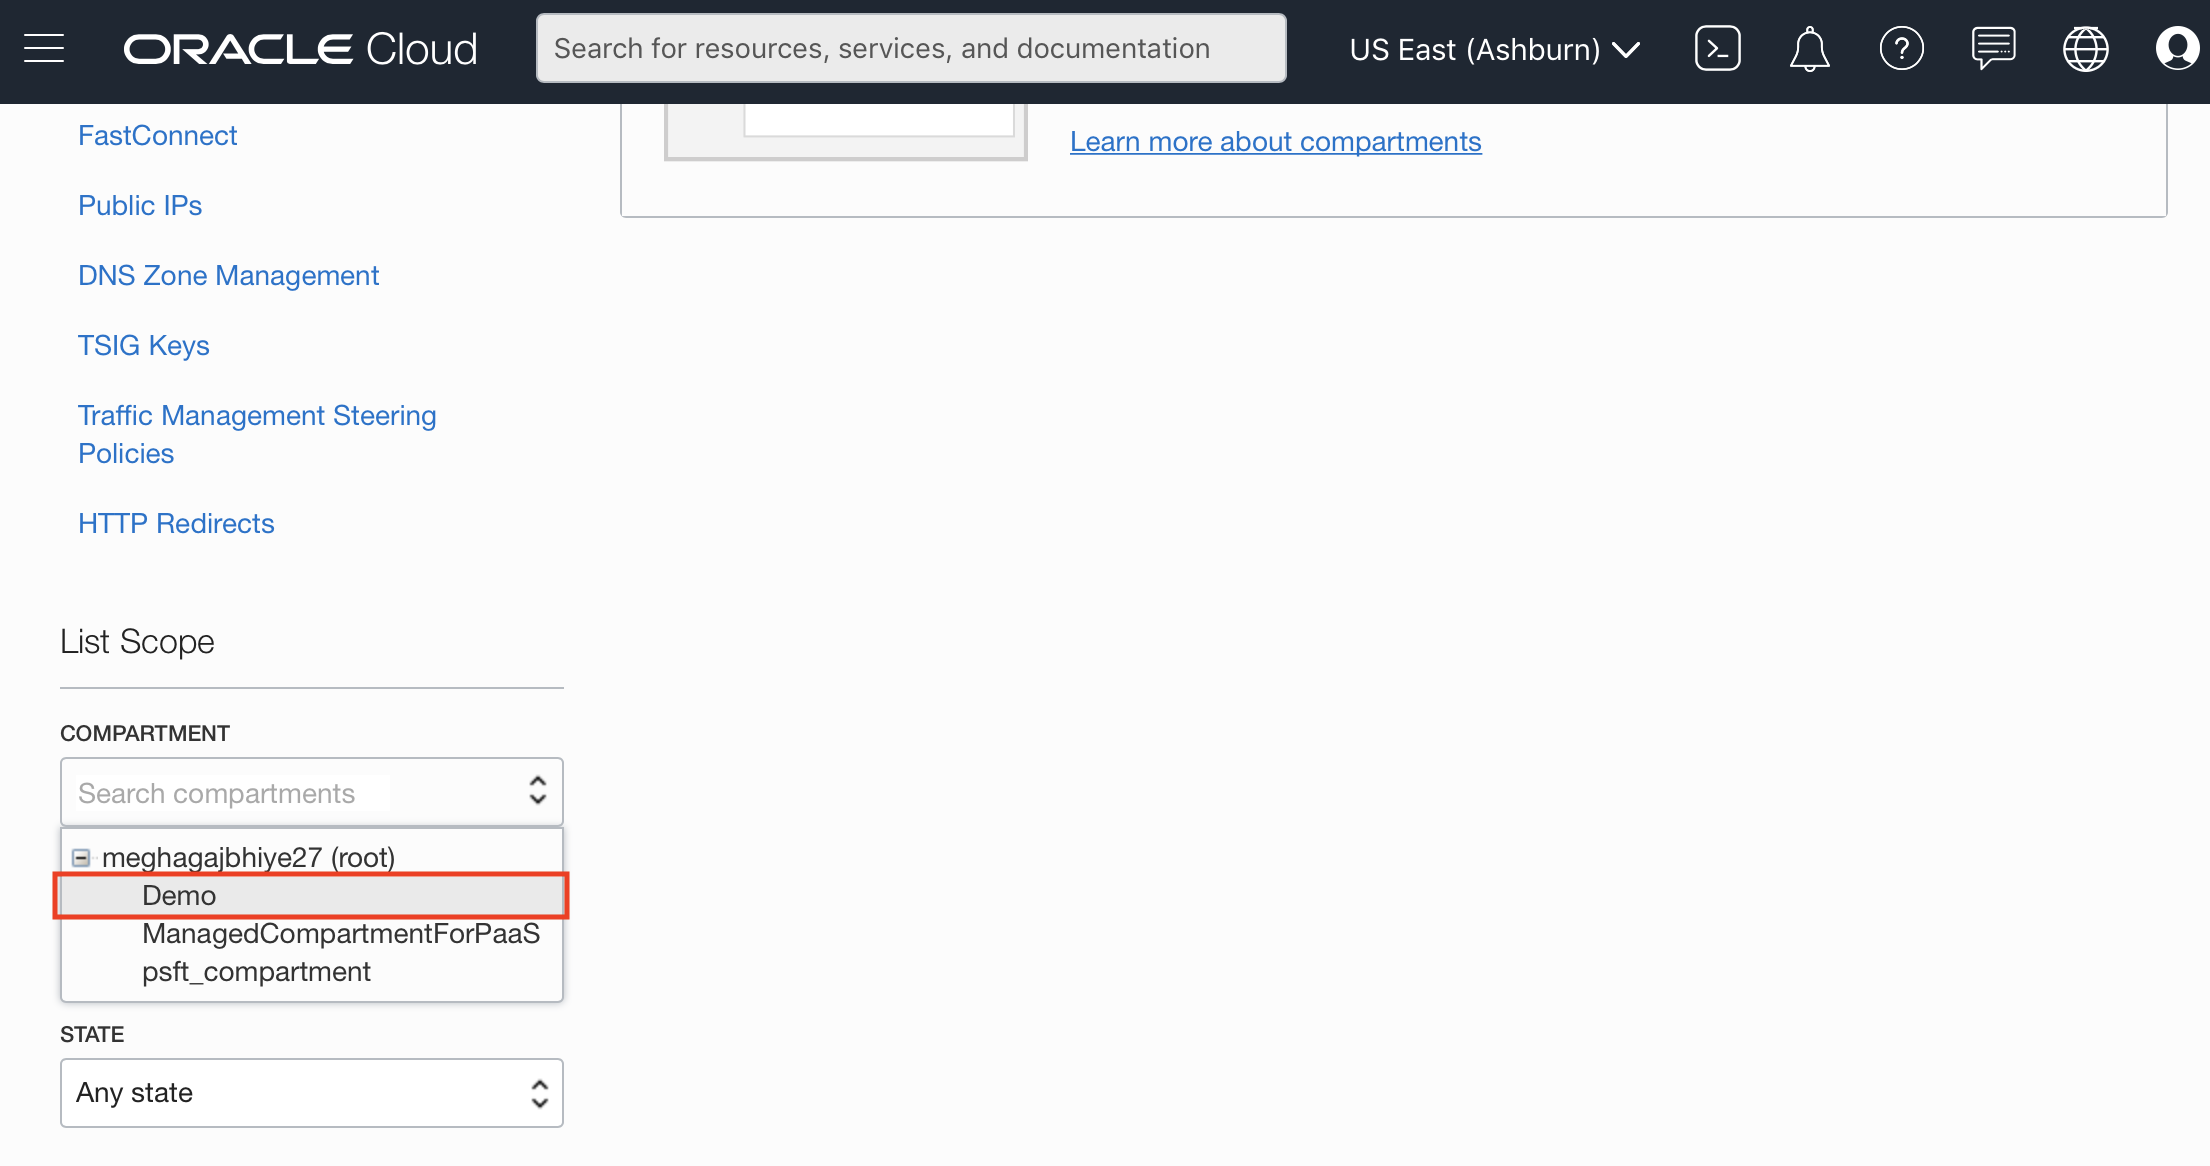 ORACLE Cloud
Search for resources, services, and documentation
US East (Ashburn)
FastConnect
Public IPs
DNS Zone Management
TSIG Keys
Traffic Management Steering
Policies
HTTP Redirects
Learn more about compartments
List Scope
COMPARTMENT
Search compartments
meghagajbhiye27 (root)
Demo
ManagedCompartmentForPaaS
psft_compartment
STATE
Any state